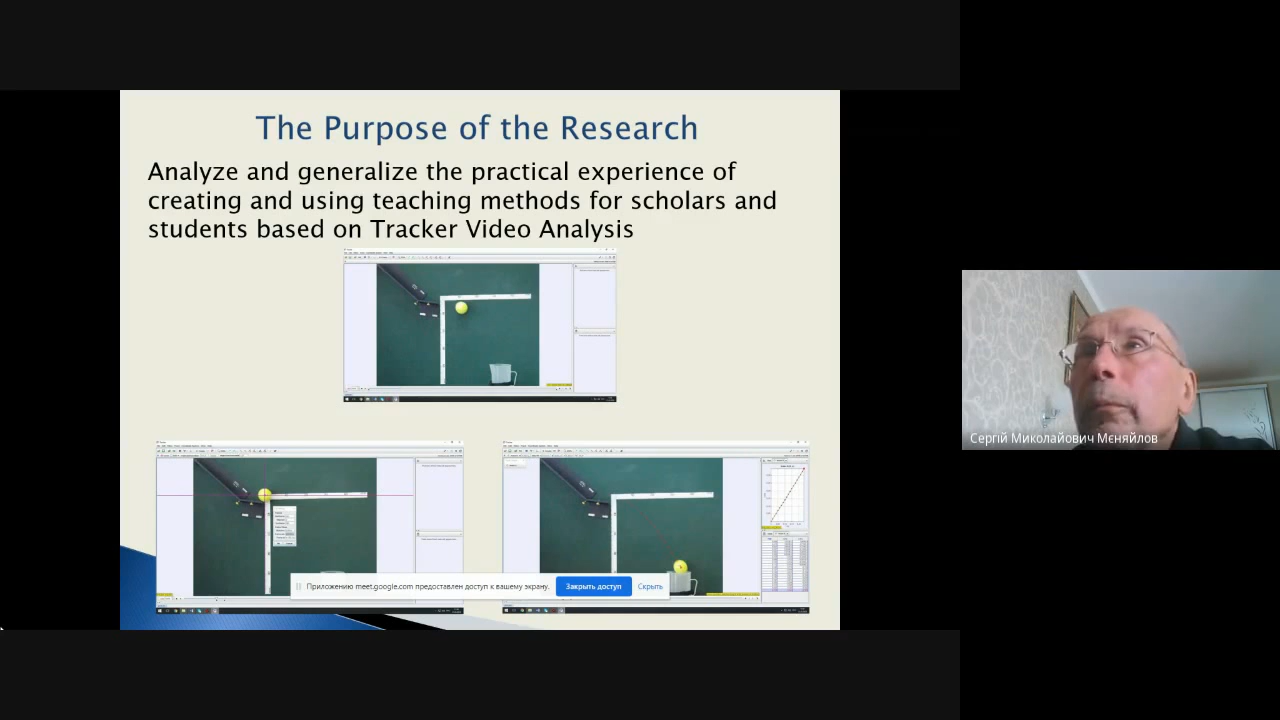 The Purpose of the Research
Analyze and generalize the practical experience of
creating and using teaching methods for scholars and
students based on Tracker Video Analysis
Сергій Миколайович Мєняйлов
Приложению meet.google.com предоставлен доступ к вашему экрану.
Закрыть доступ
Скрыть